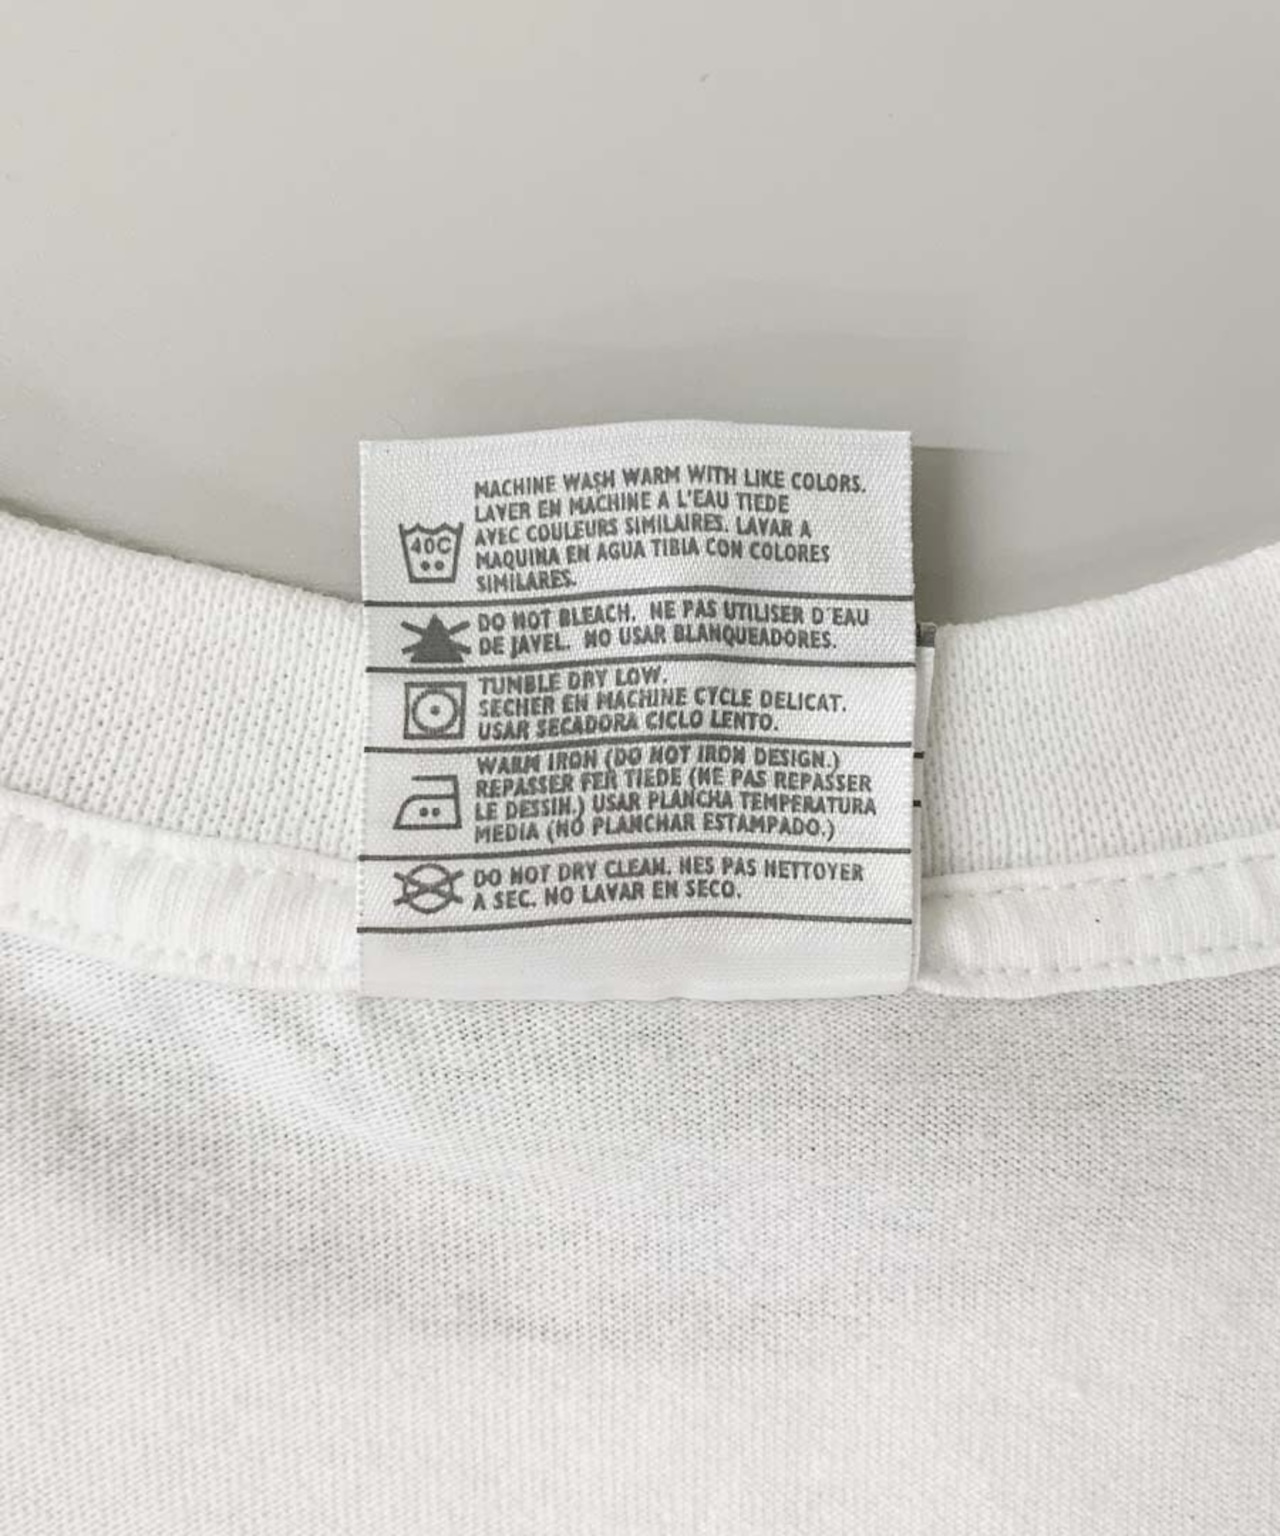 MACHINE WASH WARM WITH LIKE COLORS.
LAVER EN MACHINE A L'EAU TIEDE
AVEC COULEURS SIMILAIRES. LAVAR A
MAQUINA EN AGUA TIBIA CON COLORES
SIMILARES.
40C
DO NOT BLEACH. NE PAS UTILISER D'EAU
DE JAVEL. NO USAR BLANQUEADORES.
TUMBLE DRY LOW.
SECHER EN MACHINE CYCLE DELICAT.
USAR SECADORA CICLO LENTO.
WARM IRON (DO NOT IRON DESIGN.)
REPASSER FER TIEDE (NE PAS REPASSER
LE DESSIN.) USAR PLANCHA TEMPERATURA
MEDIA (NO PLANCHAR ESTAMPADO.)
DO NOT DRY CLEAN. NES PAS NETTOYER
A SEC. NO LAVAR EN SECO.